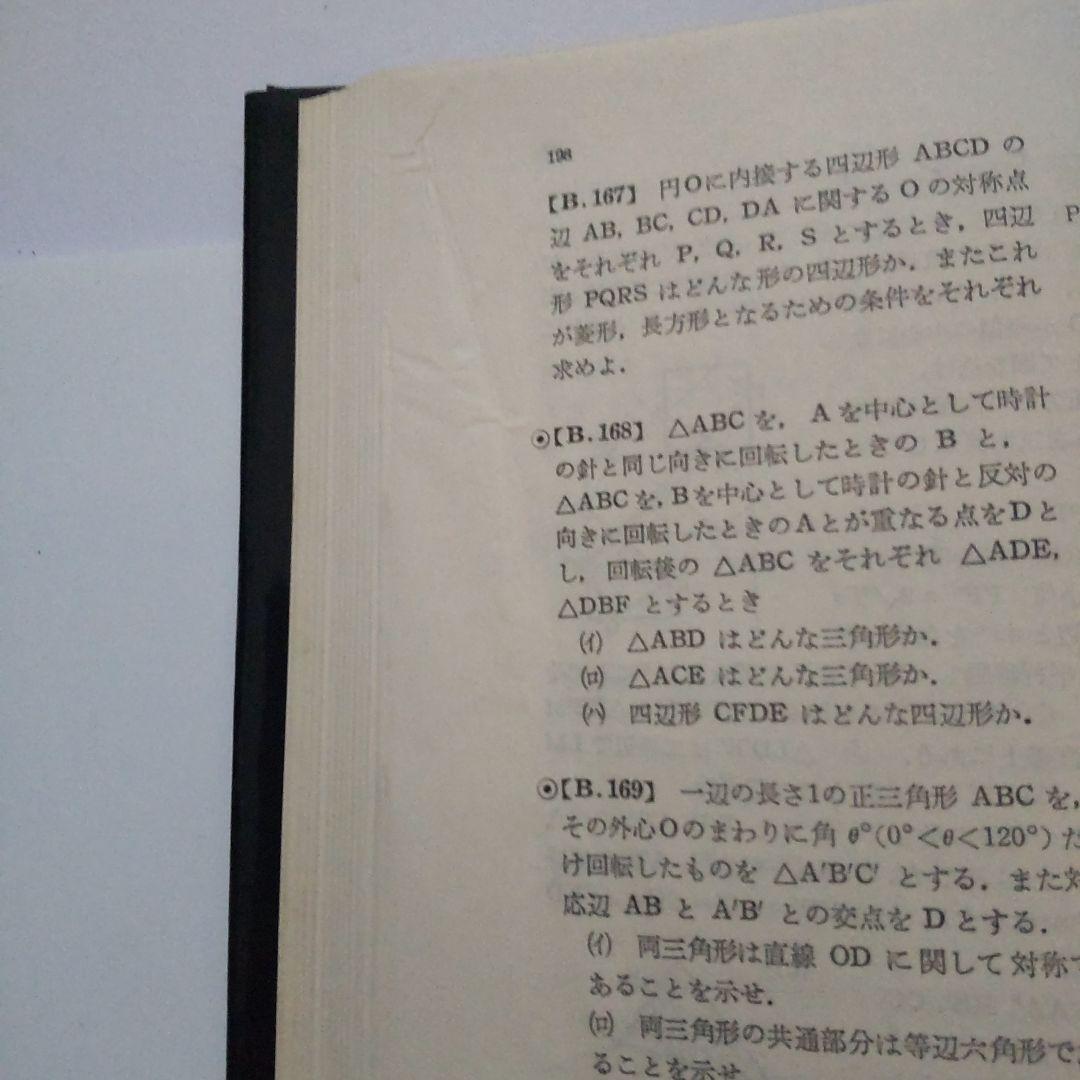 198
【B.167】 円Oに内接する四辺形 ABCD の
辺 AB, BC, CD, DA に関する O の対称点
をそれぞれ P, Q, R, S とするとき，四辺
形 PQRS はどんな形の四辺形か．またこれ
が菱形，長方形となるための条件をそれぞれ
求めよ．
P
⦿【B.168】 △ABC を， A を中心として時計
の針と同じ向きに回転したときの B と，
△ABC を, B を中心として時計の針と反対の
向きに回転したときのAとが重なる点をDと
し， 回転後の △ABC をそれぞれ △ADE,
△DBF とするとき
(イ) △ABD はどんな三角形か．
(ロ) △ACE はどんな三角形か．
(ハ) 四辺形 CFDE はどんな四辺形か．
⦿【B.169】 一辺の長さ1の正三角形 ABC を，
その外心Oのまわりに角 θ°(0°<θ<120°) だ
け回転したものを △A′B′C′ とする．また対
応辺 AB と A′B′ との交点を D とする．
(イ) 両三角形は直線 OD に関して対称で
あることを示せ．
(ロ) 両三角形の共通部分は等辺六角形で
ることを示せ